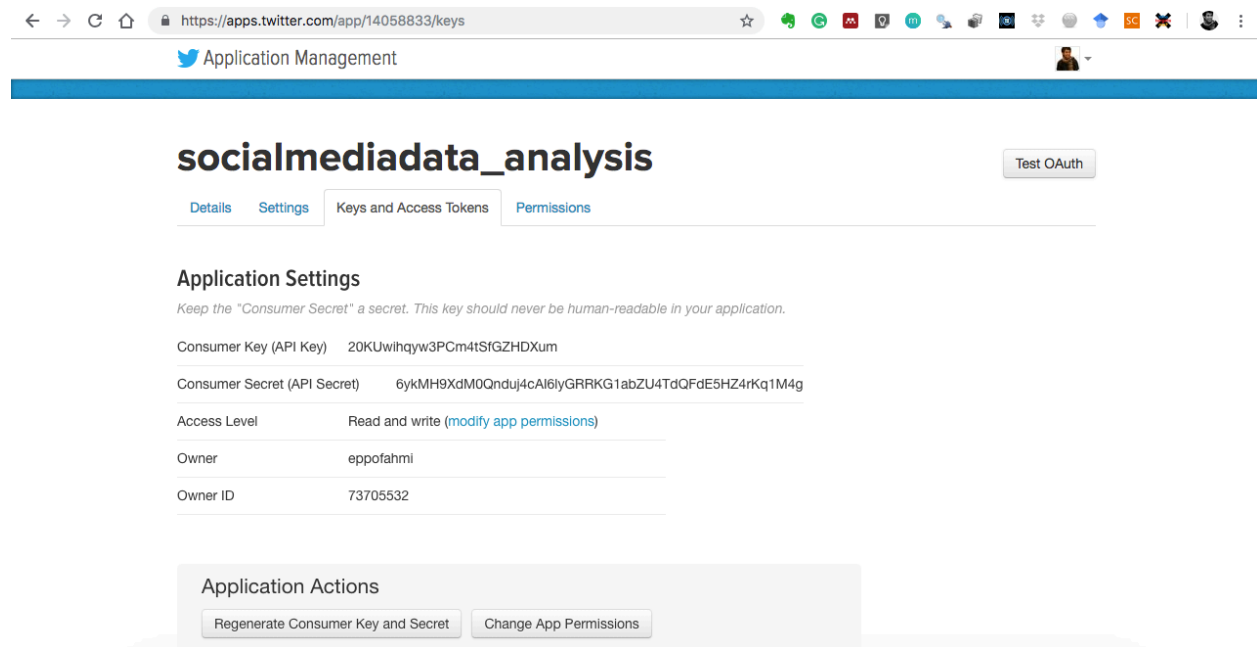 https://apps.twitter.com/app/14058833/keys
Application Management
socialmediadata_analysis
Test OAuth
Details Settings Keys and Access Tokens Permissions
Application Settings
Keep the "Consumer Secret" a secret. This key should never be human-readable in your application.
Consumer Key (API Key) 20KUwihqyw3PCm4tSfGZHDXum
Consumer Secret (API Secret)
Access Level Read and write (modify app permissions)
Owner eppofahmi
Owner ID 73705532
Application Actions
Regenerate Consumer Key and Secret Change App Permissions